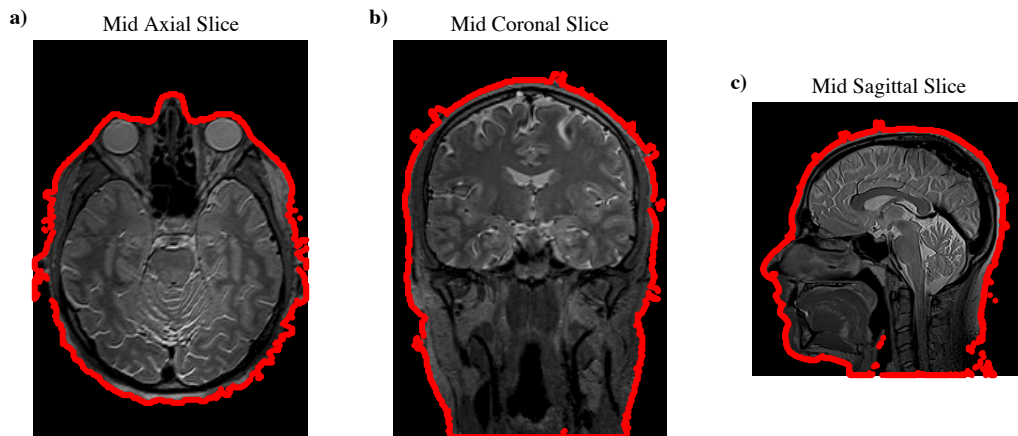 a)
Mid Axial Slice
b)
Mid Coronal Slice
c)
Mid Sagittal Slice